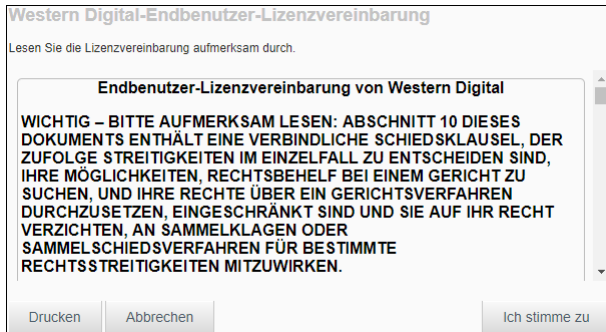 Western Digital-Endbenutzer-Lizenzvereinbarung
Lesen Sie die Lizenzvereinbarung aufmerksam durch.
Endbenutzer-Lizenzvereinbarung von Western Digital
WICHTIG – BITTE AUFMERKSAM LESEN: ABSCHNITT 10 DIESES
DOKUMENTS ENTHÄLT EINE VERBINDLICHE SCHIEDSKLAUSEL, DER
ZUFOLGE STREITIGKEITEN IM EINZELFALL ZU ENTSCHEIDEN SIND,
IHRE MÖGLICHKEITEN, RECHTSBEHELF BEI EINEM GERICHT ZU
SUCHEN, UND IHRE RECHTE ÜBER EIN GERICHTSVERFAHREN
DURCHZUSETZEN, EINGESCHRÄNKT SIND UND SIE AUF IHR RECHT
VERZICHTEN, AN SAMMELKLAGEN ODER
SAMMELSCHIEDSVERFAHREN FÜR BESTIMMTE
RECHTSSTREITIGKEITEN MITZUWIRKEN.
Drucken Abbrechen Ich stimme zu